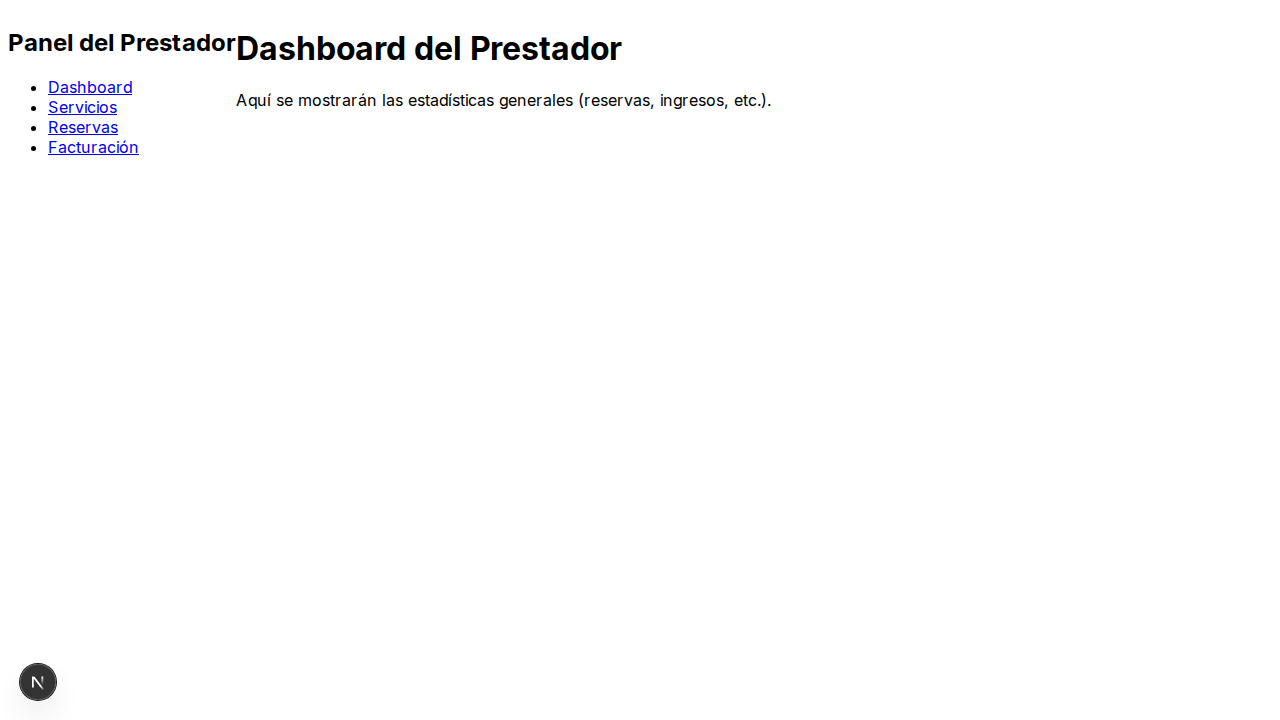 Panel del Prestador
Dashboard
Servicios
Reservas
Facturación
Dashboard del Prestador
Aquí se mostrarán las estadísticas generales (reservas, ingresos, etc.).
N